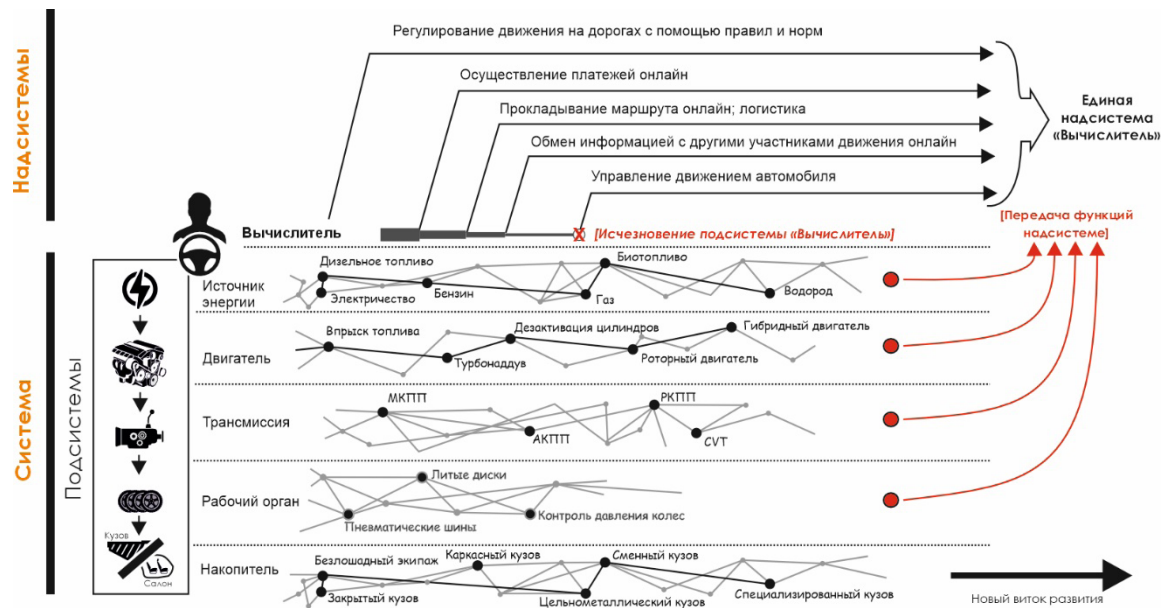 Надсистемы
Регулирование движения на дорогах с помощью правил и норм
Осуществление платежей онлайн
Прокладывание маршрута онлайн; логистика
Обмен информацией с другими участниками движения онлайн
Управление движением автомобиля
Единая
надсистема
«Вычислитель»
Вычислитель
[Исчезновение подсистемы «Вычислитель»]
[Передача функций
надсистеме]
Система
Подсистемы
Источник
энергии
Дизельное топливо
Электричество
Бензин
Газ
Биотопливо
Водород
Двигатель
Впрыск топлива
Турбонаддув
Дезактивация цилиндров
Роторный двигатель
Гибридный двигатель
Трансмиссия
МКПП
АКПП
РКПП
CVT
Рабочий орган
Литые диски
Пневматические шины
Контроль давления колес
Кузов
Салон
Накопитель
Безлошадный экипаж
Закрытый кузов
Каркасный кузов
Цельнометаллический кузов
Сменный кузов
Специализированный кузов
Новый виток развития